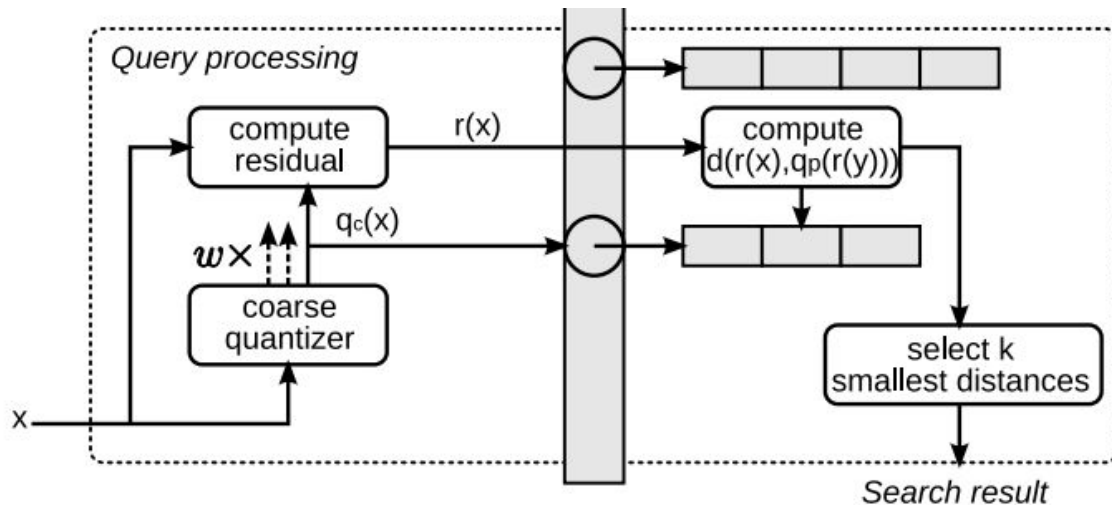 Query processing
compute
residual
r(x)
compute
d(r(x),qp(r(y)))
w×
qc(x)
coarse
quantizer
select k
smallest distances
x
Search result